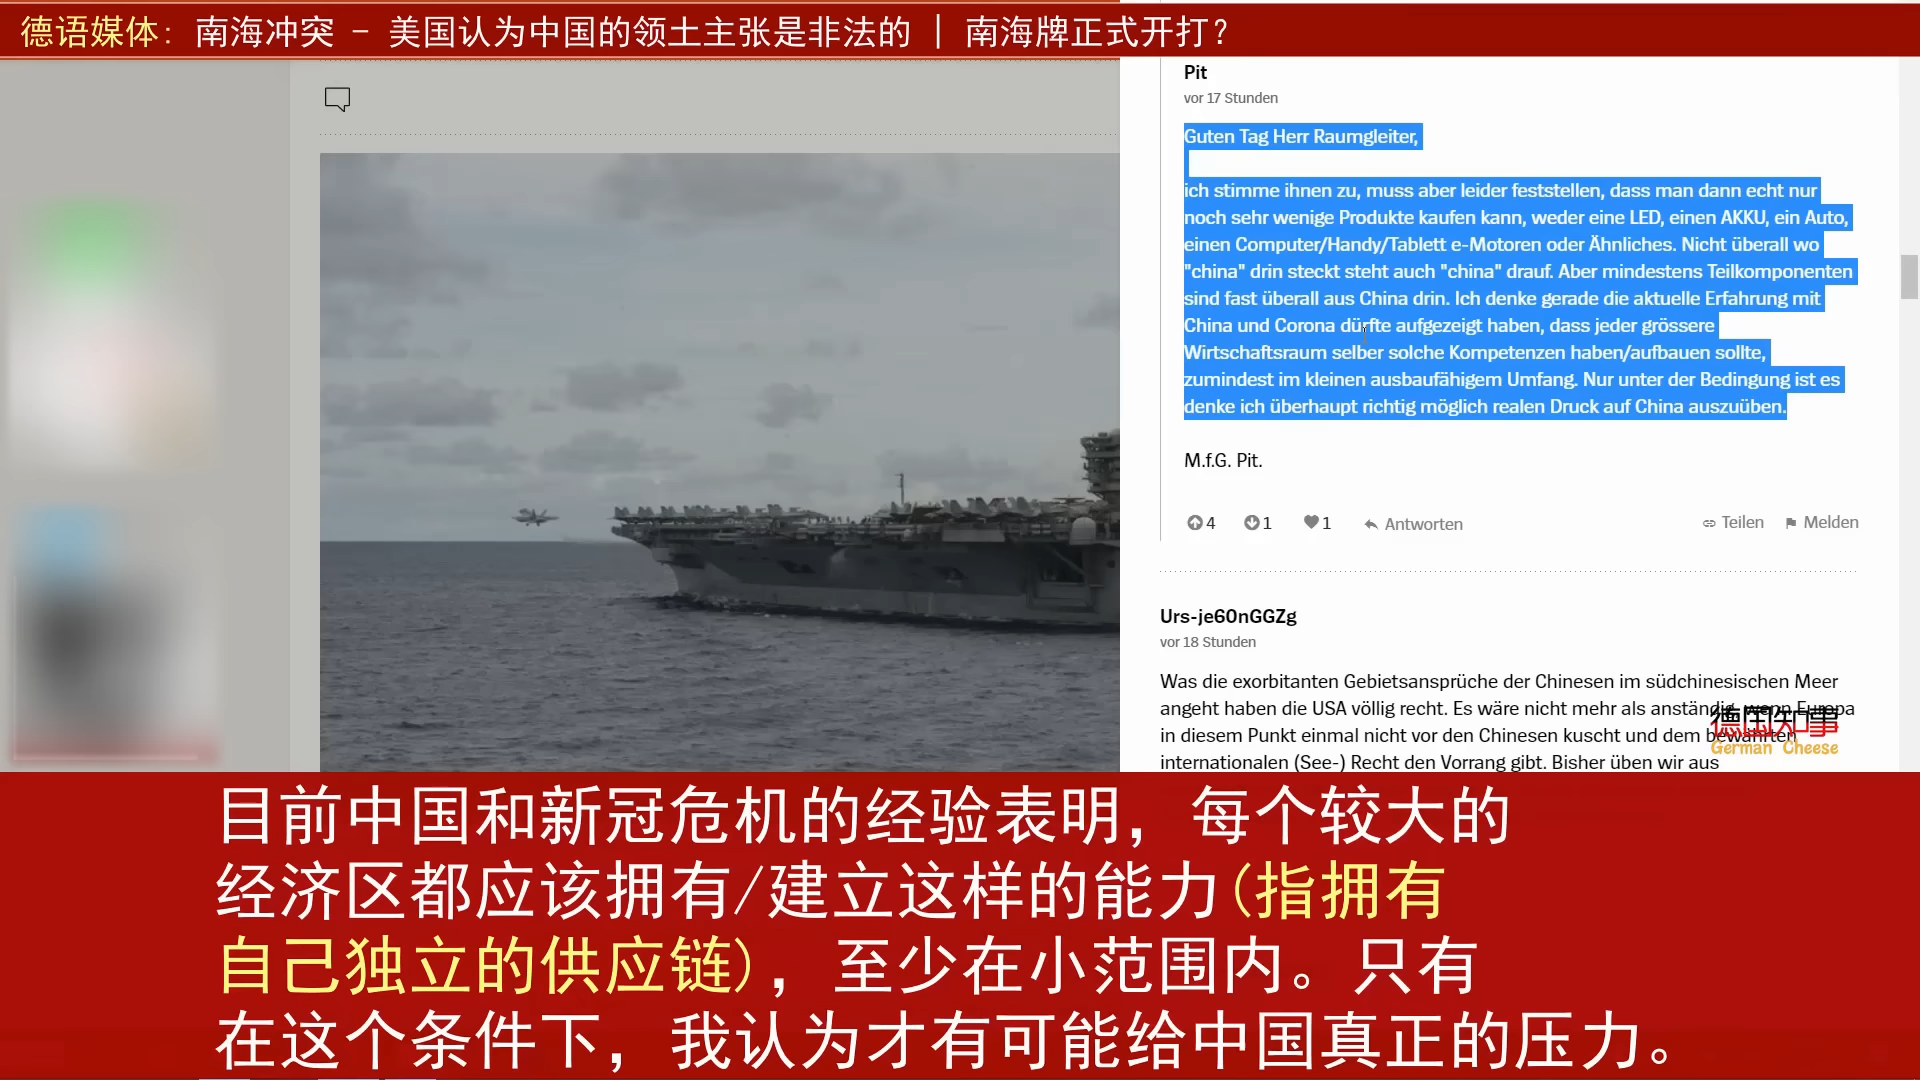 德语媒体: 南海冲突 - 美国认为中国的领土主张是非法的 | 南海牌正式开打?
Pit
vor 17 Stunden
Guten Tag Herr Raumgleiter,
ich stimme ihnen zu, muss aber leider feststellen, dass man dann echt nur
noch sehr wenige Produkte kaufen kann, weder eine LED, einen AKKU, ein Auto,
einen Computer/Handy/Tablett e-Motoren oder Ähnliches. Nicht überall wo
"china" drin steckt steht auch "china" drauf. Aber mindestens Teilkomponenten
sind fast überall aus China drin. Ich denke gerade die aktuelle Erfahrung mit
China und Corona dürfte aufgezeigt haben, dass jeder grössere
Wirtschaftsraum selber solche Kompetenzen haben/aufbauen sollte,
zumindest im kleinen ausbaufähigem Umfang. Nur unter der Bedingung ist es
denke ich überhaupt richtig möglich realen Druck auf China auszuüben.
M.f.G. Pit.
4 1 1 Antworten Teilen Melden
Urs-je60nGGZg
vor 18 Stunden
Was die exorbitanten Gebietsansprüche der Chinesen im südchinesischen Meer
angeht haben die USA völlig recht. Es wäre nicht mehr als anständig, wenn Europa
in diesem Punkt einmal nicht vor den Chinesen kuscht und dem bewährten
internationalen (See-) Recht den Vorrang gibt. Bisher üben wir aus
德国知事
German Cheese
目前中国和新冠危机的经验表明，每个较大的
经济区都应该拥有/建立这样的能力(指拥有
自己独立的供应链)，至少在小范围内。只有
在这个条件下，我认为才有可能给中国真正的压力。